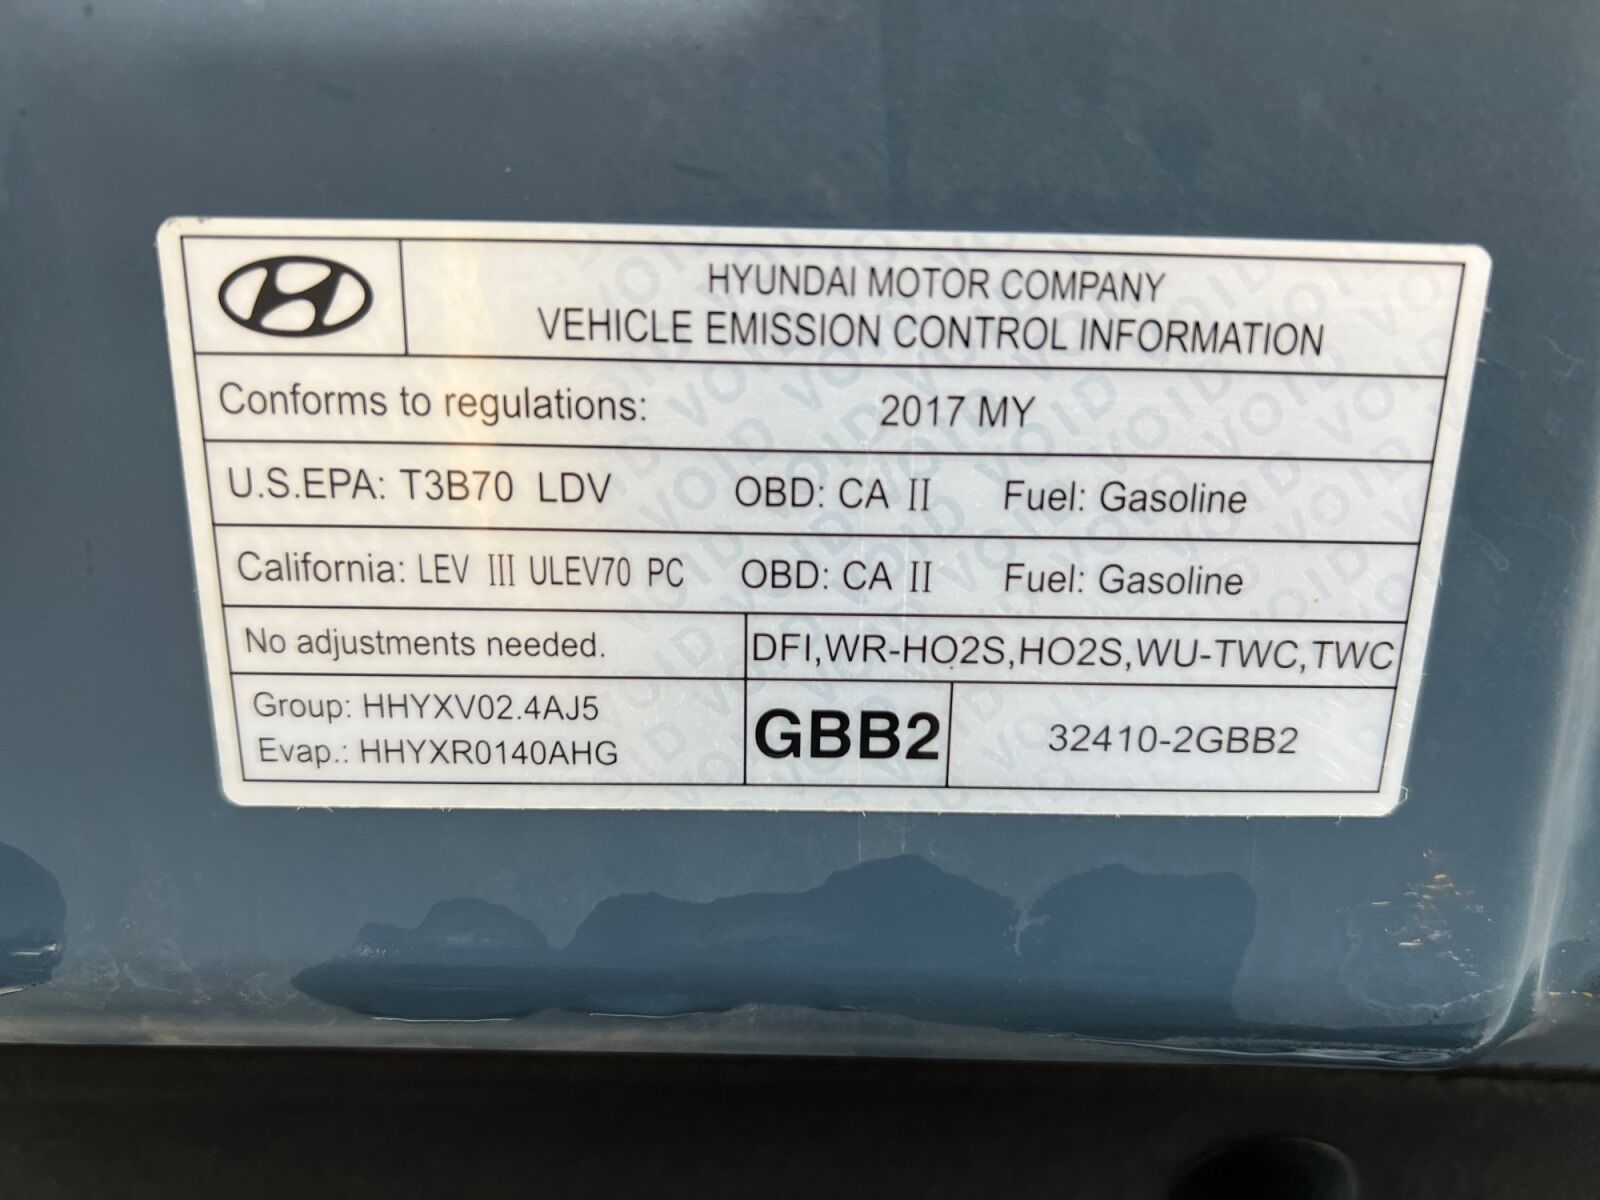 HYUNDAI MOTOR COMPANY
VEHICLE EMISSION CONTROL INFORMATION
Conforms to regulations: 2017 MY
U.S.EPA: T3B70 LDV OBD: CA II Fuel: Gasoline
California: LEV III ULEV70 PC OBD: CA II Fuel: Gasoline
No adjustments needed. DFI,WR-HO2S,HO2S,WU-TWC,TWC
Group: HHYXV02.4AJ5
Evap.: HHYXR0140AHG
GBB2 32410-2GBB2